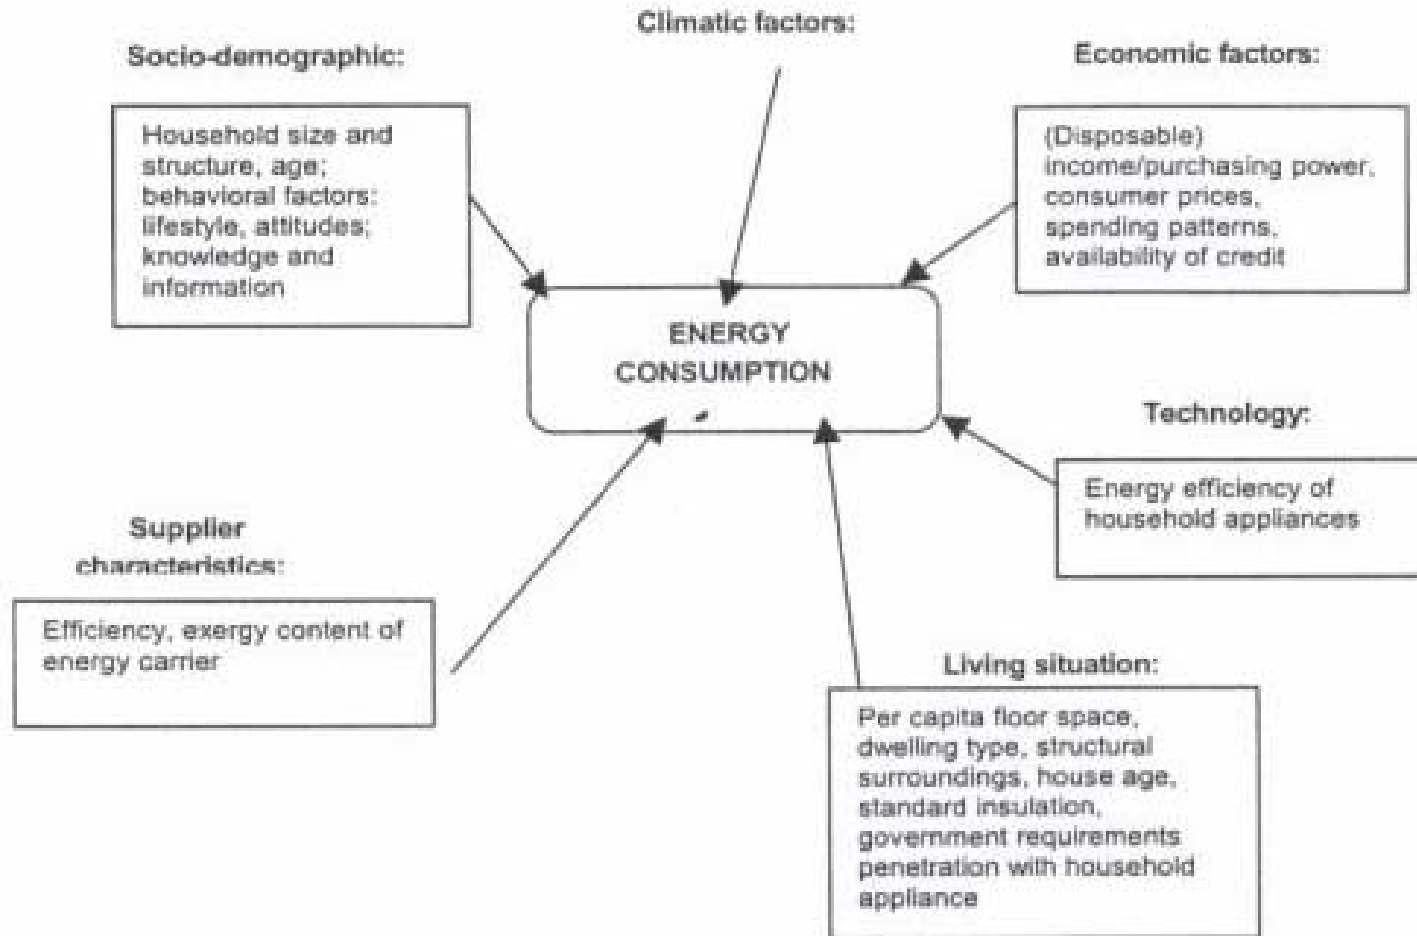 Climatic factors:
Socio-demographic:
Economic factors:
Household size and
structure, age;
behavioral factors:
lifestyle, attitudes;
knowledge and
information
(Disposable)
income/purchasing power,
consumer prices,
spending patterns,
availability of credit
ENERGY
CONSUMPTION
Technology:
Energy efficiency of
household appliances
Supplier
characteristics:
Efficiency, exergy content of
energy carrier
Living situation:
Per capita floor space,
dwelling type, structural
surroundings, house age,
standard insulation,
government requirements
penetration with household
appliance